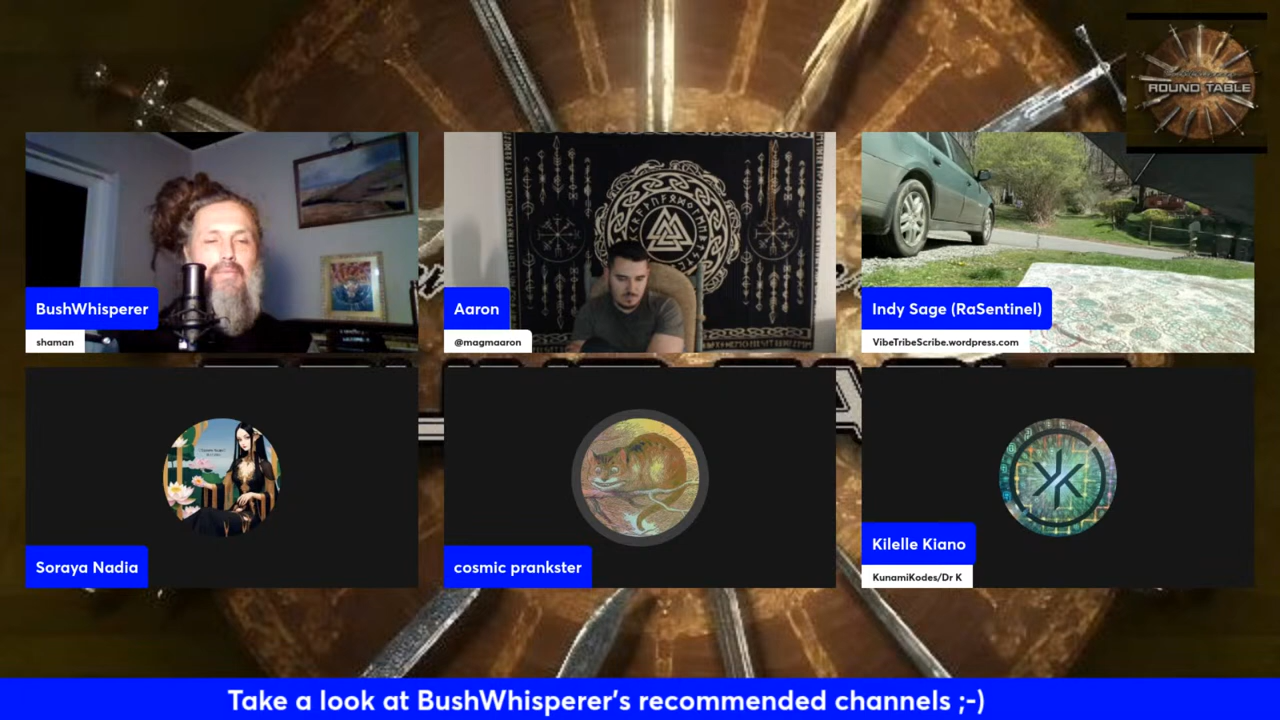 ROUND TABLE
BushWhisperer
shaman
Aaron
@magmaaron
Indy Sage (RaSentinel)
VibeTribeScribe.wordpress.com
Soraya Nadia
cosmic prankster
Kilelle Kiano
KunamiKodes/Dr K
Take a look at BushWhisperer's recommended channels ;-)